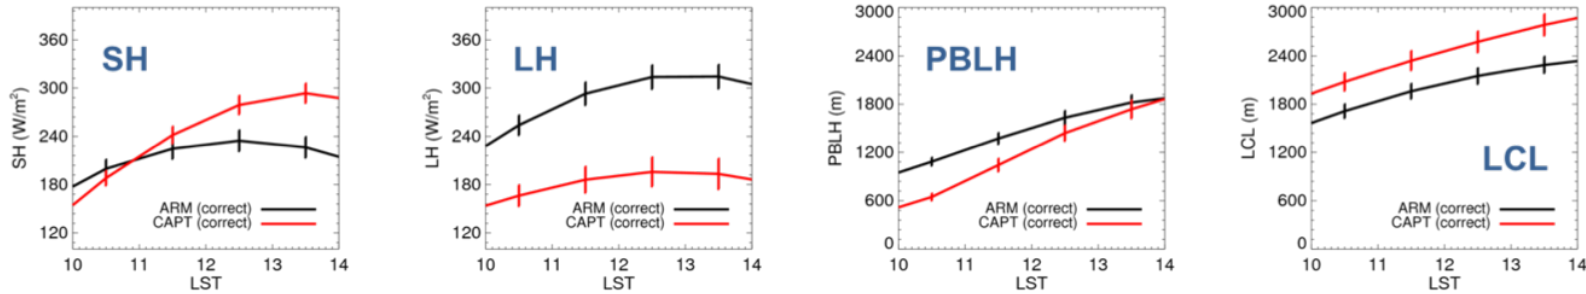 SH
SH (W/m²)
360
300
240
180
120
ARM (correct)
CAPT (correct)
10 11 12 13 14
LST
LH
LH (W/m²)
360
300
240
180
120
ARM (correct)
CAPT (correct)
10 11 12 13 14
LST
PBLH
PBLH (m)
3000
2400
1800
1200
600
0
ARM (correct)
CAPT (correct)
10 11 12 13 14
LST
LCL
LCL (m)
3000
2400
1800
1200
600
0
ARM (correct)
CAPT (correct)
10 11 12 13 14
LST